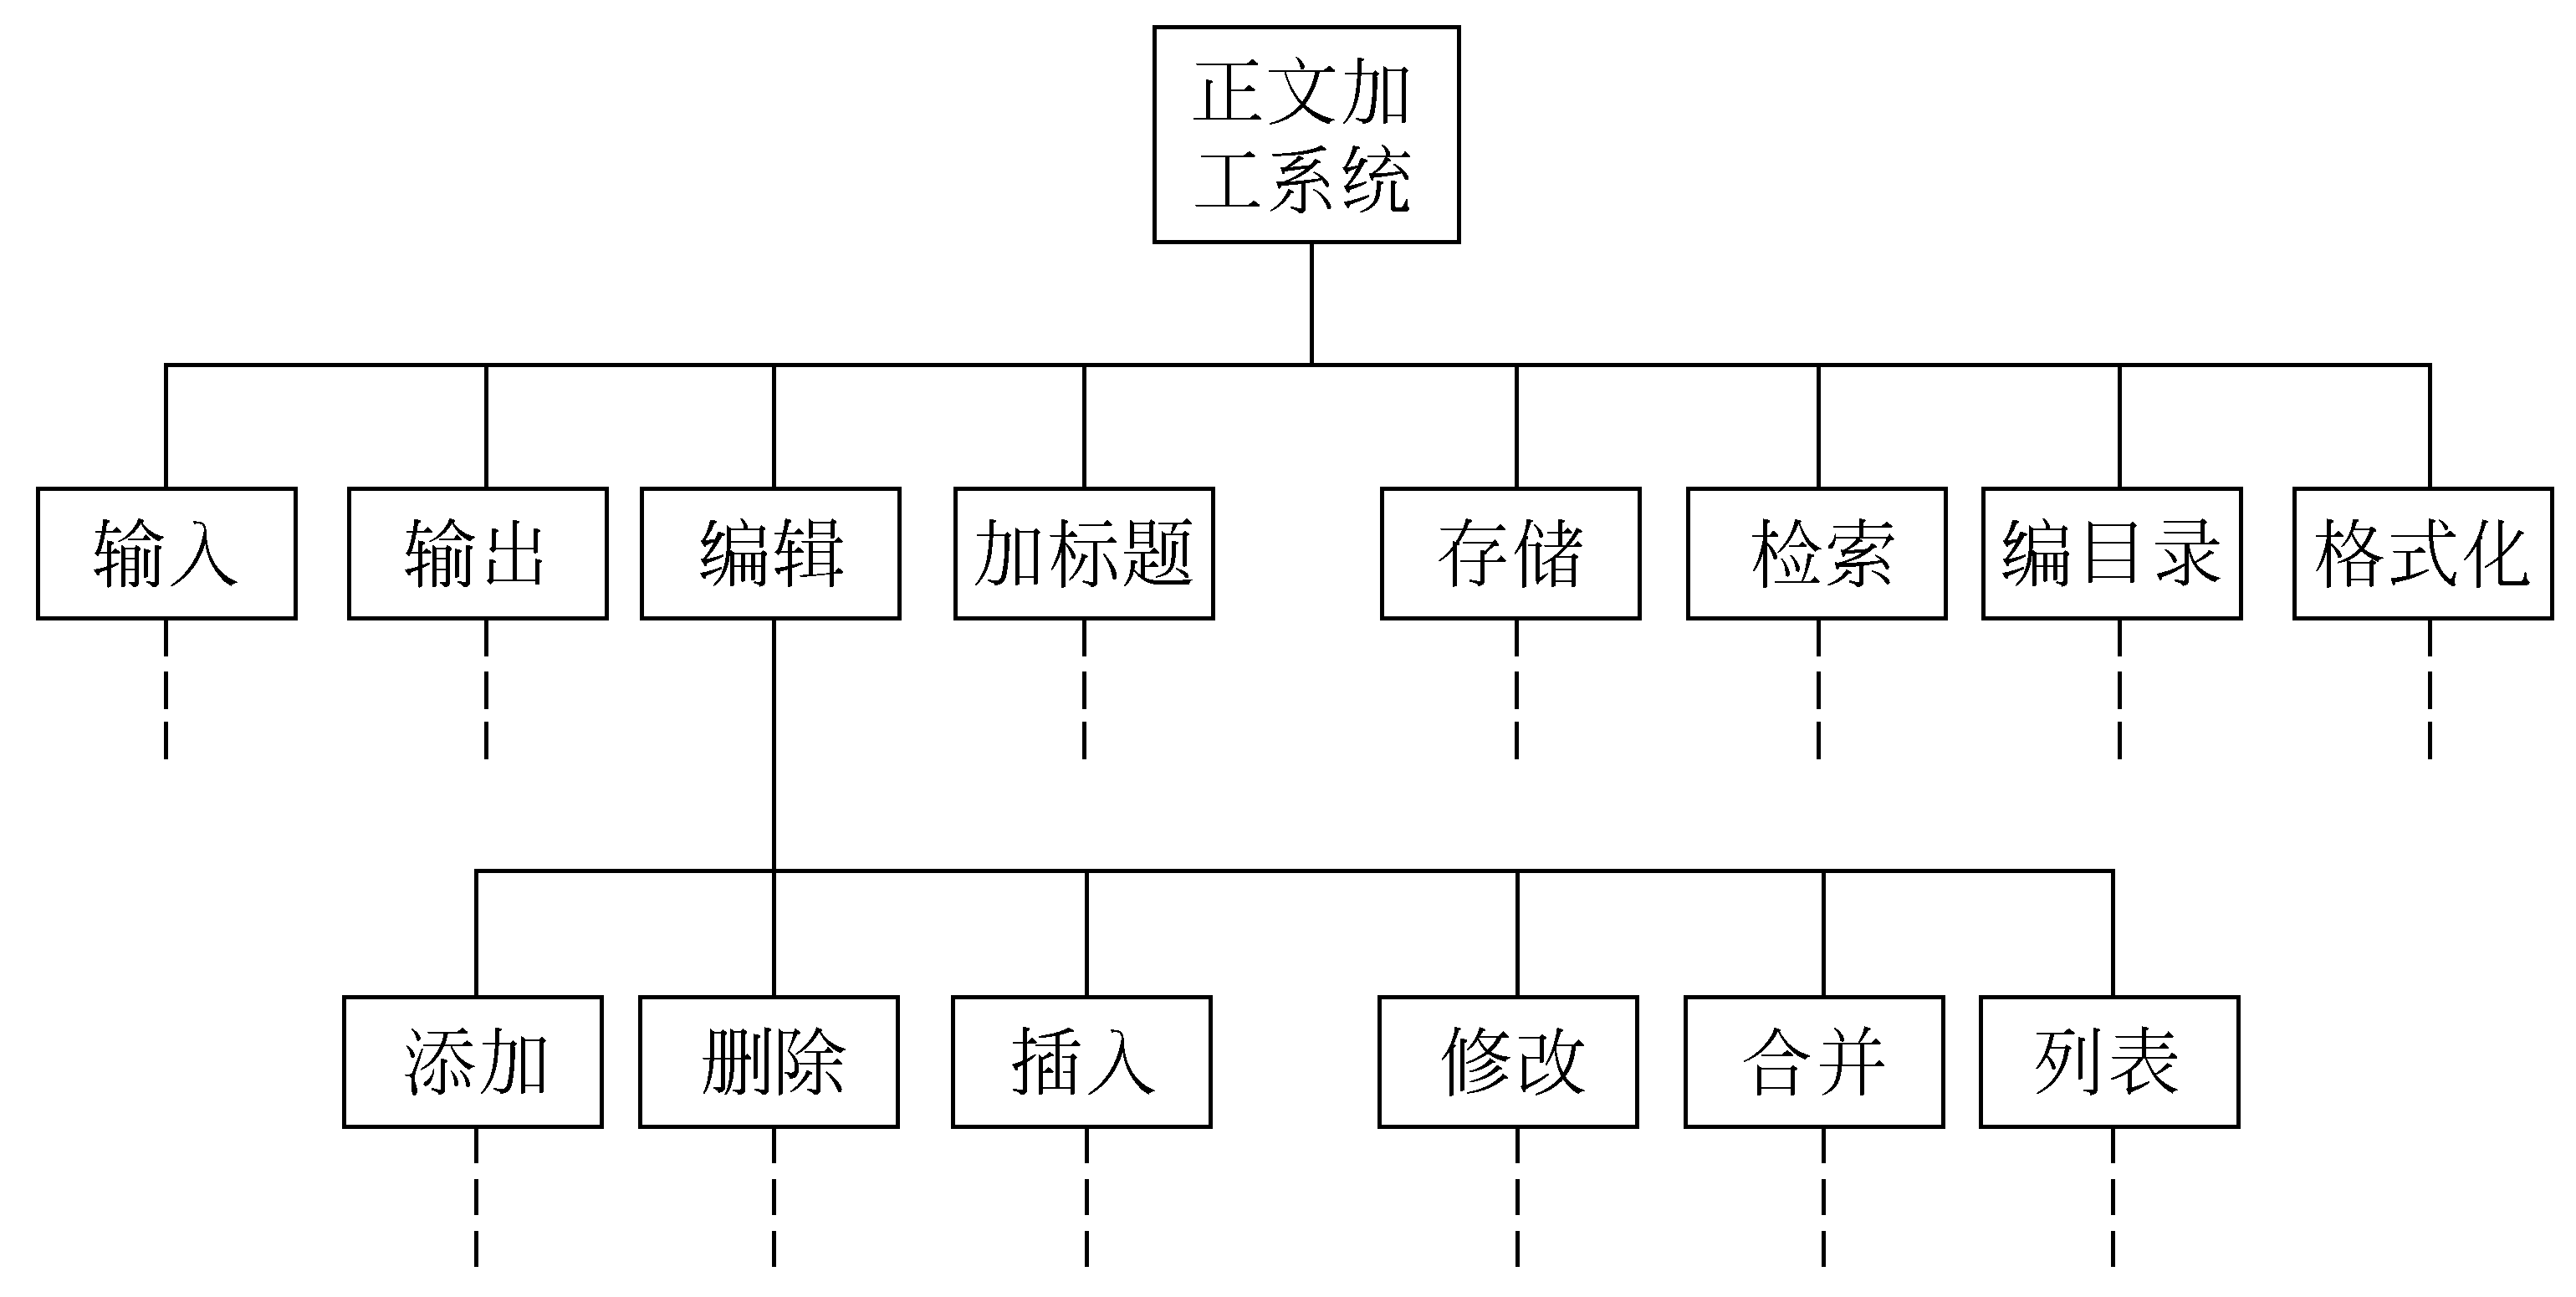 正文加
工系统
输入
输出
编辑
加标题
存储
检索
编目录
格式化
添加
删除
插入
修改
合并
列表